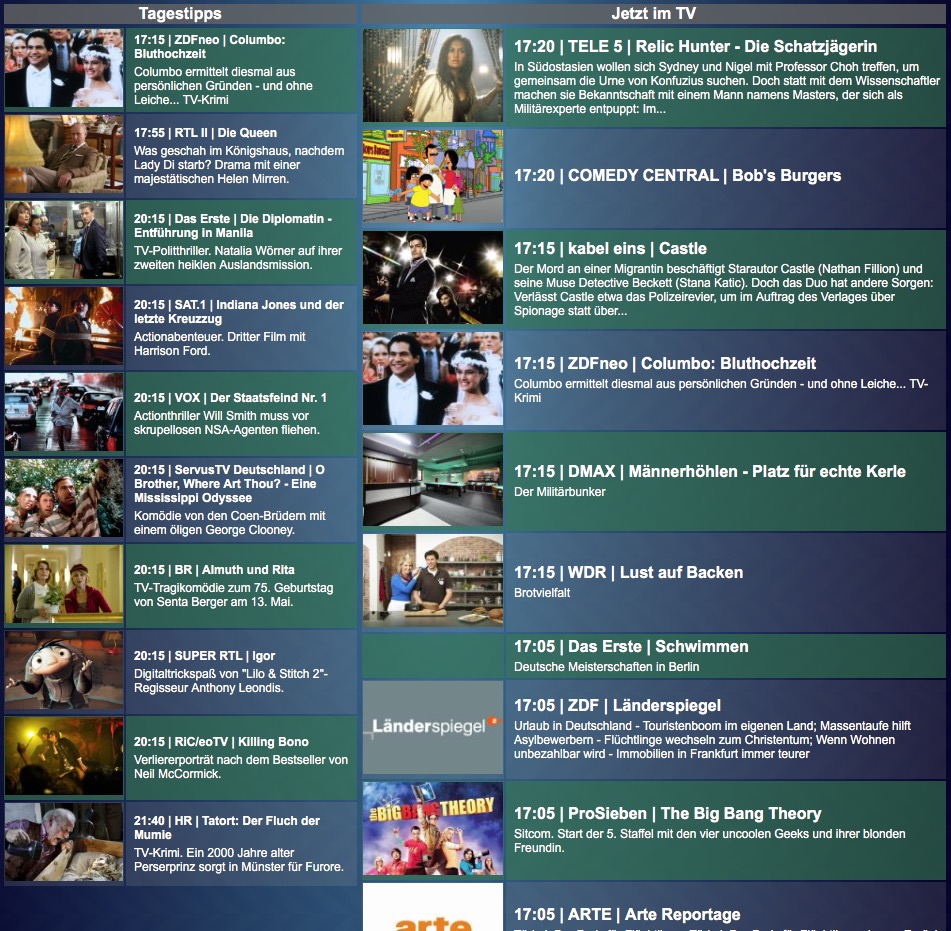 Tagestipps
17:15 | ZDFneo | Columbo:
Bluthochzeit
Columbo ermittelt diesmal aus
persönlichen Gründen - und ohne
Leiche... TV-Krimi
17:55 | RTL II | Die Queen
Was geschah im Königshaus, nachdem
Lady Di starb? Drama mit einer
majestätischen Helen Mirren.
20:15 | Das Erste | Die Diplomatin -
Entführung in Manila
TV-Politthriller. Natalia Wörner auf ihrer
zweiten heiklen Auslandsmission.
20:15 | SAT.1 | Indiana Jones und der
letzte Kreuzzug
Actionabenteuer. Dritter Film mit
Harrison Ford.
20:15 | VOX | Der Staatsfeind Nr. 1
Actionthriller Will Smith muss vor
skrupellosen NSA-Agenten fliehen.
20:15 | ServusTV Deutschland | O
Brother, Where Art Thou? - Eine
Mississippi Odyssee
Komödie von den Coen-Brüdern mit
einem öligen George Clooney.
20:15 | BR | Almuth und Rita
TV-Tragikomödie zum 75. Geburtstag
von Senta Berger am 13. Mai.
20:15 | SUPER RTL | Igor
Digitaltrickspaß von "Lilo & Stitch 2"-
Regisseur Anthony Leondis.
20:15 | RiC/eoTV | Killing Bono
Verliererporträt nach dem Bestseller von
Neil McCormick.
21:40 | HR | Tatort: Der Fluch der
Mumie
TV-Krimi. Ein 2000 Jahre alter
Perserprinz sorgt in Münster für Furore.
Jetzt im TV
17:20 | TELE 5 | Relic Hunter - Die Schatzjägerin
In Südostasien wollen sich Sydney und Nigel mit Professor Choh treffen, um
gemeinsam die Urne von Konfuzius suchen. Doch statt mit dem Wissenschaftler
machen sie Bekanntschaft mit einem Mann namens Masters, der sich als
Militärexperte entpuppt: Im...
17:20 | COMEDY CENTRAL | Bob's Burgers
17:15 | kabel eins | Castle
Der Mord an einer Migrantin beschäftigt Starautor Castle (Nathan Fillion) und
seine Muse Detective Beckett (Stana Katic). Doch das Duo hat andere Sorgen:
Verlässt Castle etwa das Polizeirevier, um im Auftrag des Verlages über
Spionage statt über...
17:15 | ZDFneo | Columbo: Bluthochzeit
Columbo ermittelt diesmal aus persönlichen Gründen - und ohne Leiche... TV-
Krimi
17:15 | DMAX | Männerhöhlen - Platz für echte Kerle
Der Militärbunker
17:15 | WDR | Lust auf Backen
Brotvielfalt
17:05 | Das Erste | Schwimmen
Deutsche Meisterschaften in Berlin
Länderspiegel
17:05 | ZDF | Länderspiegel
Urlaub in Deutschland - Touristenboom im eigenen Land; Massentaufe hilft
Asylbewerbern - Flüchtlinge wechseln zum Christentum; Wenn Wohnen
unbezahlbar wird - Immobilien in Frankfurt immer teurer
THE BIG BANG THEORY
17:05 | ProSieben | The Big Bang Theory
Sitcom. Start der 5. Staffel mit den vier uncoolen Geeks und ihrer blonden
Freundin.
arte
17:05 | ARTE | Arte Reportage